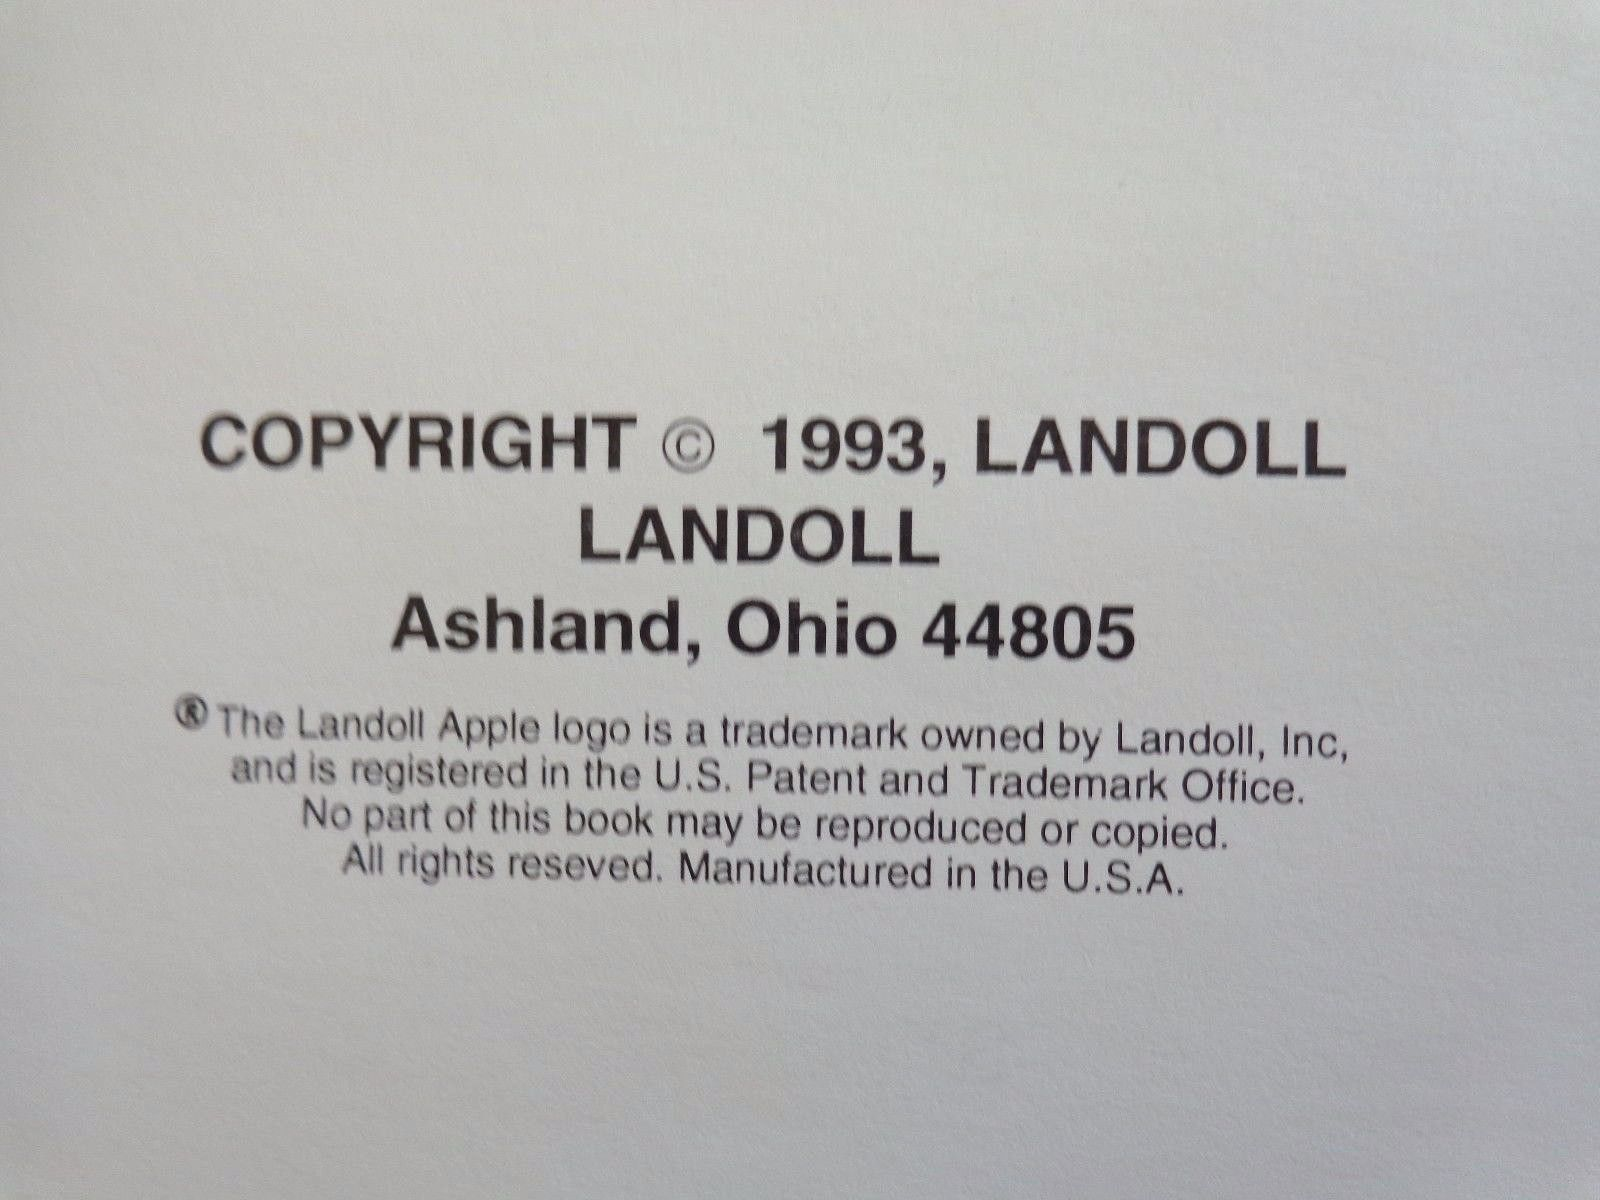 COPYRIGHT © 1993, LANDOLL
LANDOLL
Ashland, Ohio 44805
® The Landoll Apple logo is a trademark owned by Landoll, Inc,
and is registered in the U.S. Patent and Trademark Office.
No part of this book may be reproduced or copied.
All rights reseved. Manufactured in the U.S.A.